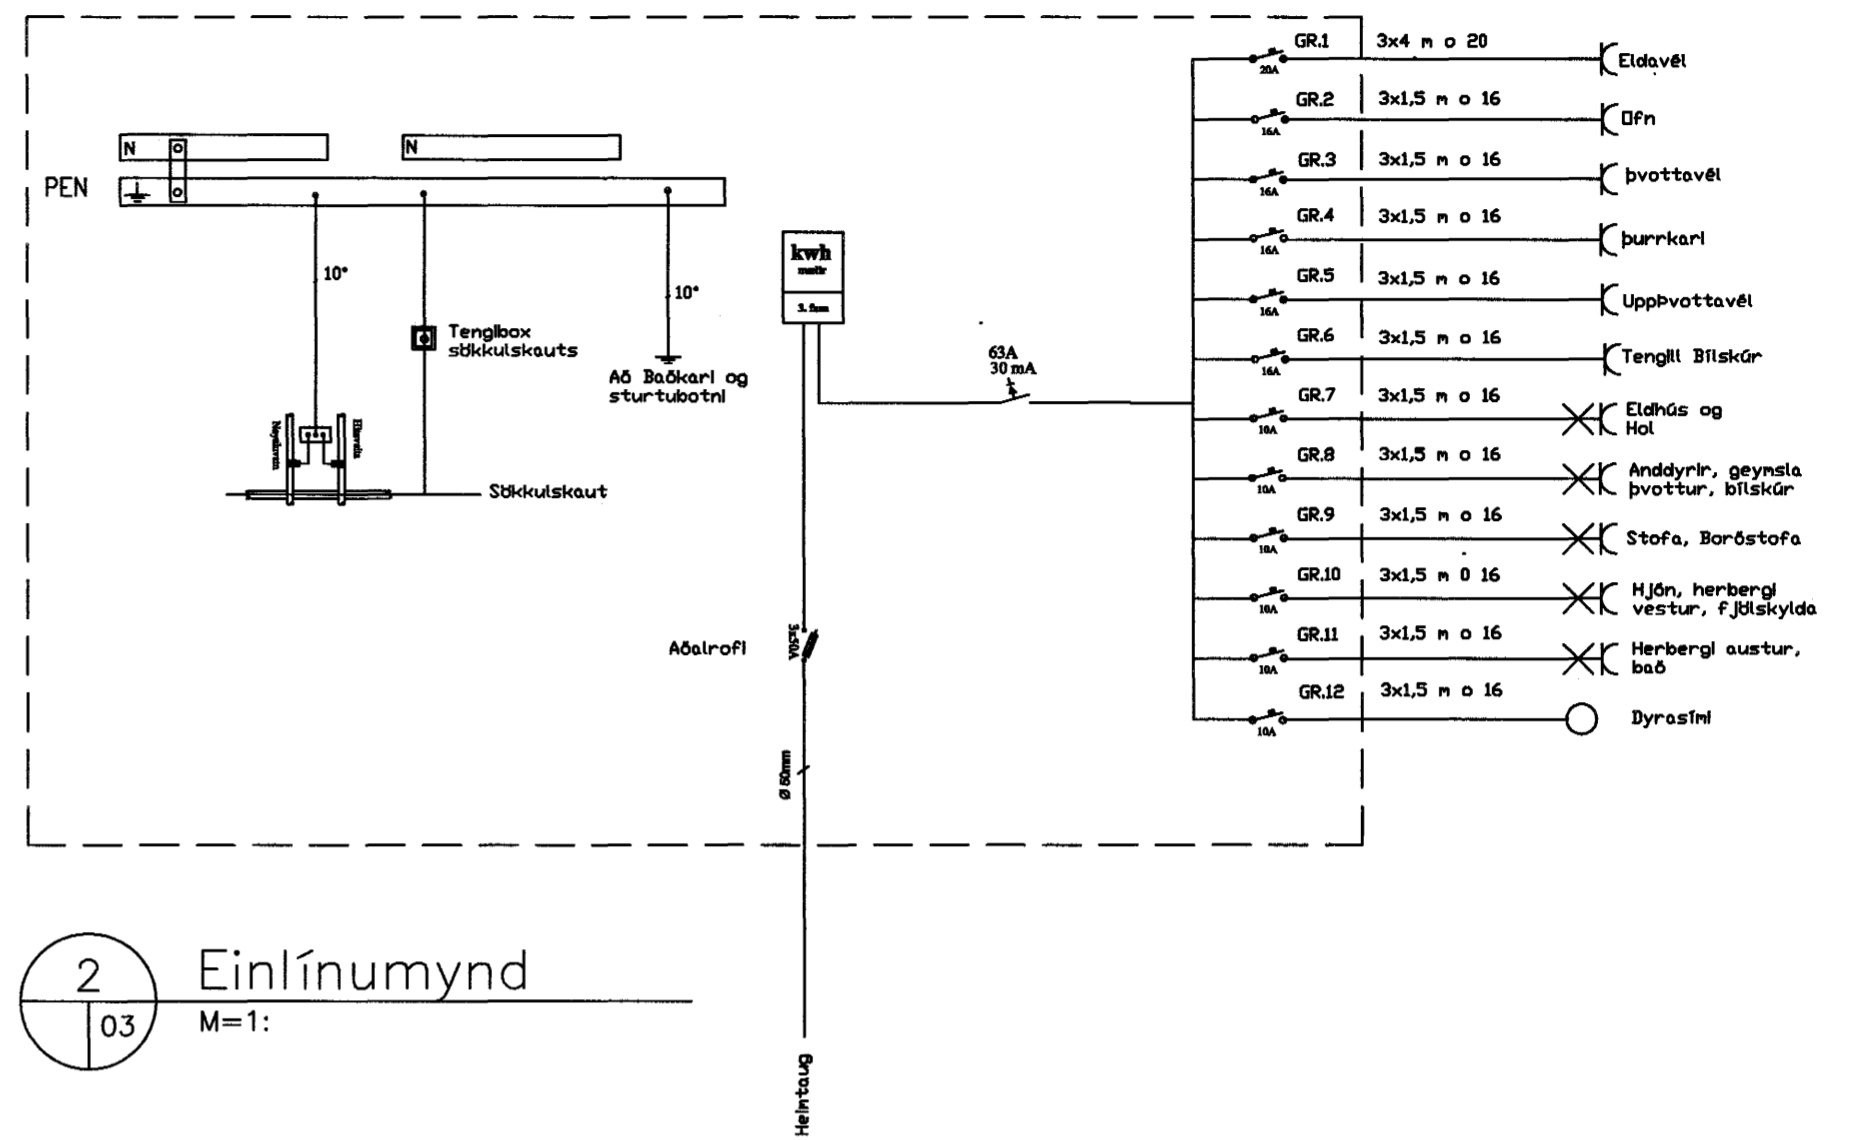 N
N
PEN
10°
Tengibox
sökkulskauts
10°
Að Baðkari og
sturtubotni
Neysluvatn
Hitaveita
Sökkulskaut
kwh
mælir
63A
30 mA
Aðalrofi
3x50A
Ø 50mm
Heimtaug
GR.1
3x4 m o 20
20A
Eldavél
GR.2
3x1,5 m o 16
16A
Ofn
GR.3
3x1,5 m o 16
16A
Þvottavél
GR.4
3x1,5 m o 16
16A
Þurrkari
GR.5
3x1,5 m o 16
16A
UppÞvottavél
GR.6
3x1,5 m o 16
16A
Tengill Bílskúr
GR.7
3x1,5 m o 16
10A
Eldhús og
Hol
GR.8
3x1,5 m o 16
10A
Anddyrir, geymsla
þvottur, bílskúr
GR.9
3x1,5 m o 16
10A
Stofa, Borðstofa
GR.10
3x1,5 m 0 16
10A
Hjón, herbergi
vestur, fjölskylda
GR.11
3x1,5 m o 16
10A
Herbergi austur,
bað
GR.12
3x1,5 m o 16
10A
Dyrasími
2
03
Einlínumynd
M=1: